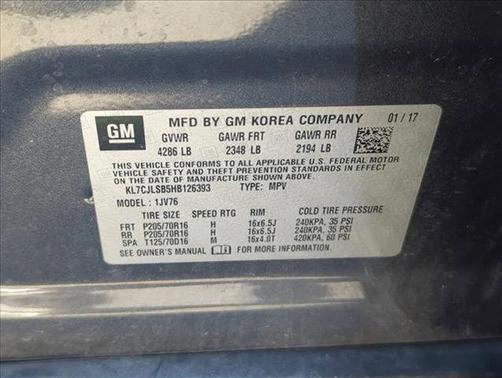 GM
MFD BY GM KOREA COMPANY 01 / 17
GVWR GAWR FRT GAWR RR
4286 LB 2348 LB 2194 LB
THIS VEHICLE CONFORMS TO ALL APPLICABLE U.S. FEDERAL MOTOR
VEHICLE SAFETY AND THEFT PREVENTION STANDARDS IN EFFECT
ON THE DATE OF MANUFACTURE SHOWN ABOVE.
KL7CJLSB5HB126393 TYPE: MPV
MODEL : 1JV76
TIRE SIZE SPEED RTG RIM COLD TIRE PRESSURE
FRT P205/70R16 H 16x6.5J 240KPA, 35 PSI
RR P205/70R16 H 16x6.5J 240KPA, 35 PSI
SPA T125/70D16 M 16x4.0T 420KPA, 60 PSI
SEE OWNER'S MANUAL FOR MORE INFORMATION.